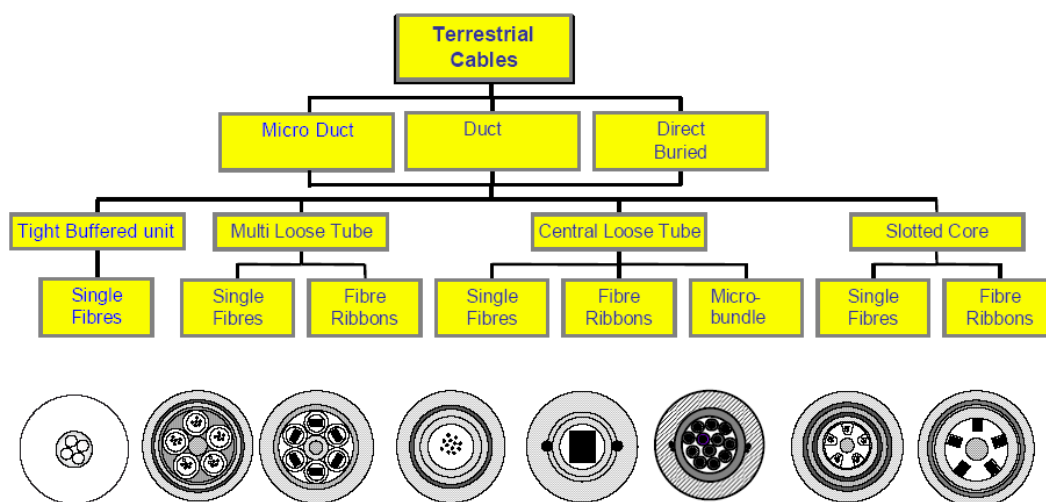 Terrestrial
Cables
Micro Duct
Duct
Direct
Buried
Tight Buffered unit
Multi Loose Tube
Central Loose Tube
Slotted Core
Single
Fibres
Single
Fibres
Fibre
Ribbons
Single
Fibres
Fibre
Ribbons
Micro-
bundle
Single
Fibres
Fibre
Ribbons